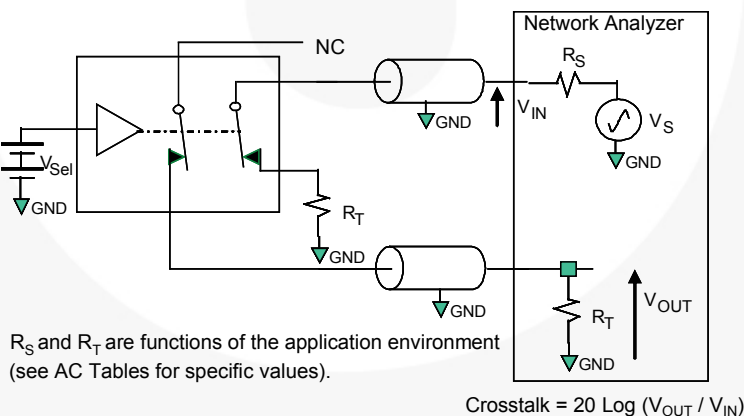 Network Analyzer
NC
R_S
V_IN
V_S
GND
GND
V_Sel
GND
R_T
GND
GND
R_T
V_OUT
GND
R_S and R_T are functions of the application environment
(see AC Tables for specific values).
Crosstalk = 20 Log (V_OUT / V_IN)